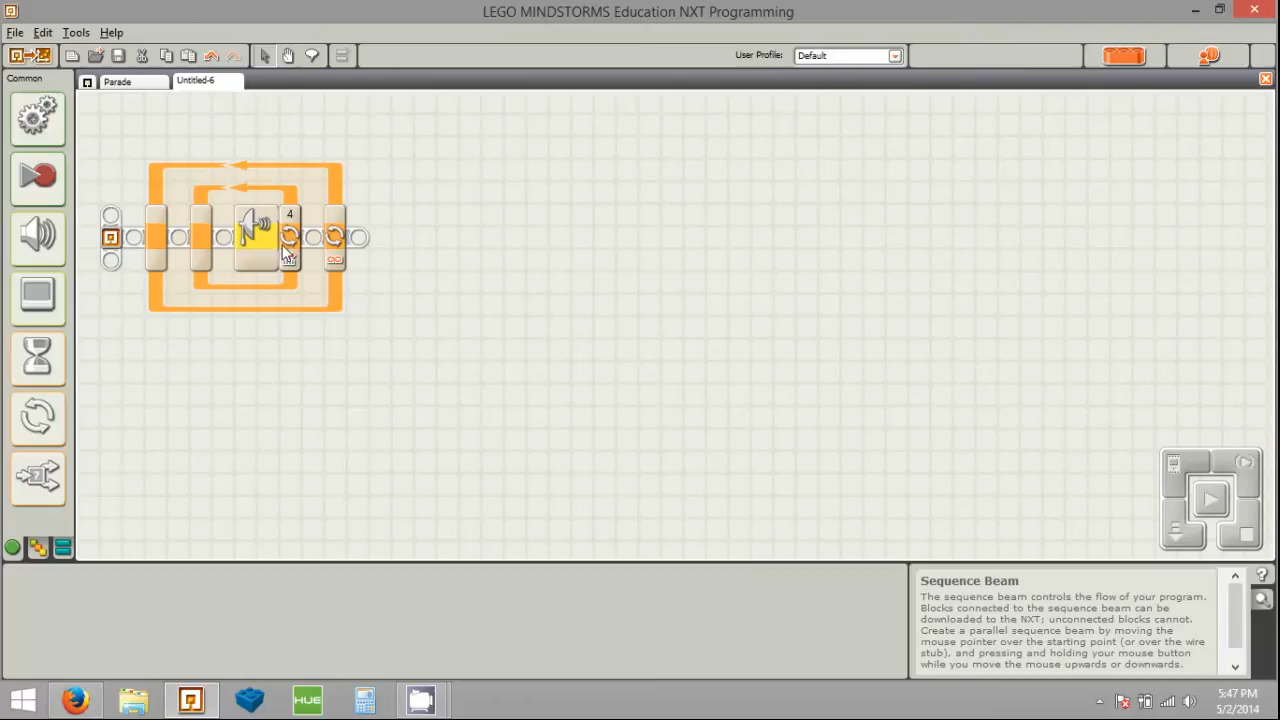 LEGO MINDSTORMS Education NXT Programming
File Edit Tools Help
User Profile: Default
Common
Parade Untitled-6
4
Sequence Beam
The sequence beam controls the flow of your program.
Blocks connected to the sequence beam can be
downloaded to the NXT; unconnected blocks cannot.
Create a parallel sequence beam by moving the
mouse pointer over the starting point (or over the wire
stub), and pressing and holding your mouse button
while you move the mouse upwards or downwards.
HUE
5:47 PM
5/2/2014